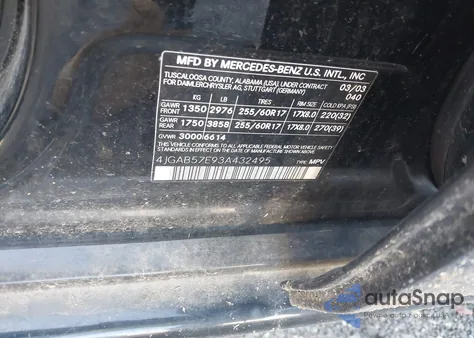 MFD BY MERCEDES-BENZ U.S. INTL., INC
TUSCALOOSA COUNTY, ALABAMA (USA) UNDER CONTRACT 03/03
FOR DAIMLERCHRYSLER AG, STUTTGART (GERMANY) 040
KG LB TIRES RIM SIZE COLD KPA (PSI)
GAWR FRONT 1350 2976 255/60R17 17X8.0 220(32)
GAWR REAR 1750 3858 255/60R17 17X8.0 270(39)
GVWR 3000 6614
THIS VEHICLE CONFORMS TO ALL APPLICABLE FEDERAL MOTOR VEHICLE
SAFETY STANDARDS IN EFFECT ON THE DATE OF MANUFACTURE SHOWN ABOVE.
4JGAB57E93A432495 TYPE: MPV
autoSnap